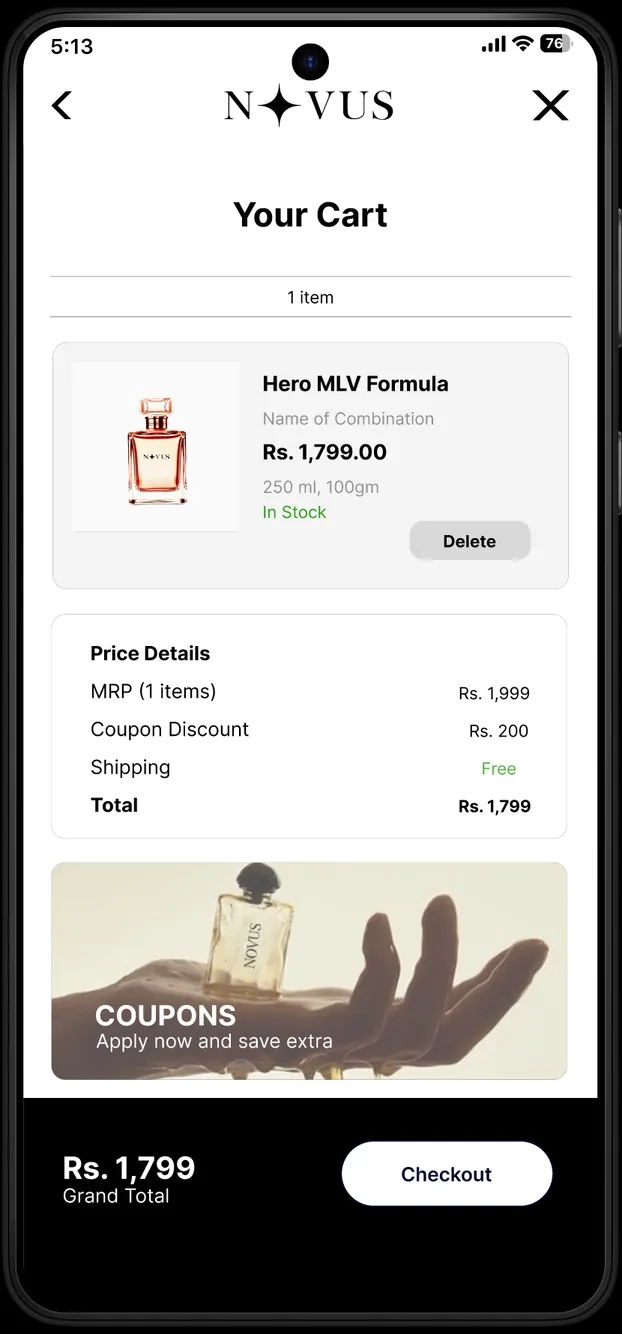 5:13
76
N✦VUS
Your Cart
1 item
N✦VUS
Hero MLV Formula
Name of Combination
Rs. 1,799.00
250 ml, 100gm
In Stock
Delete
Price Details
MRP (1 items) Rs. 1,999
Coupon Discount Rs. 200
Shipping Free
Total Rs. 1,799
NOVUS
COUPONS
Apply now and save extra
Rs. 1,799
Grand Total
Checkout